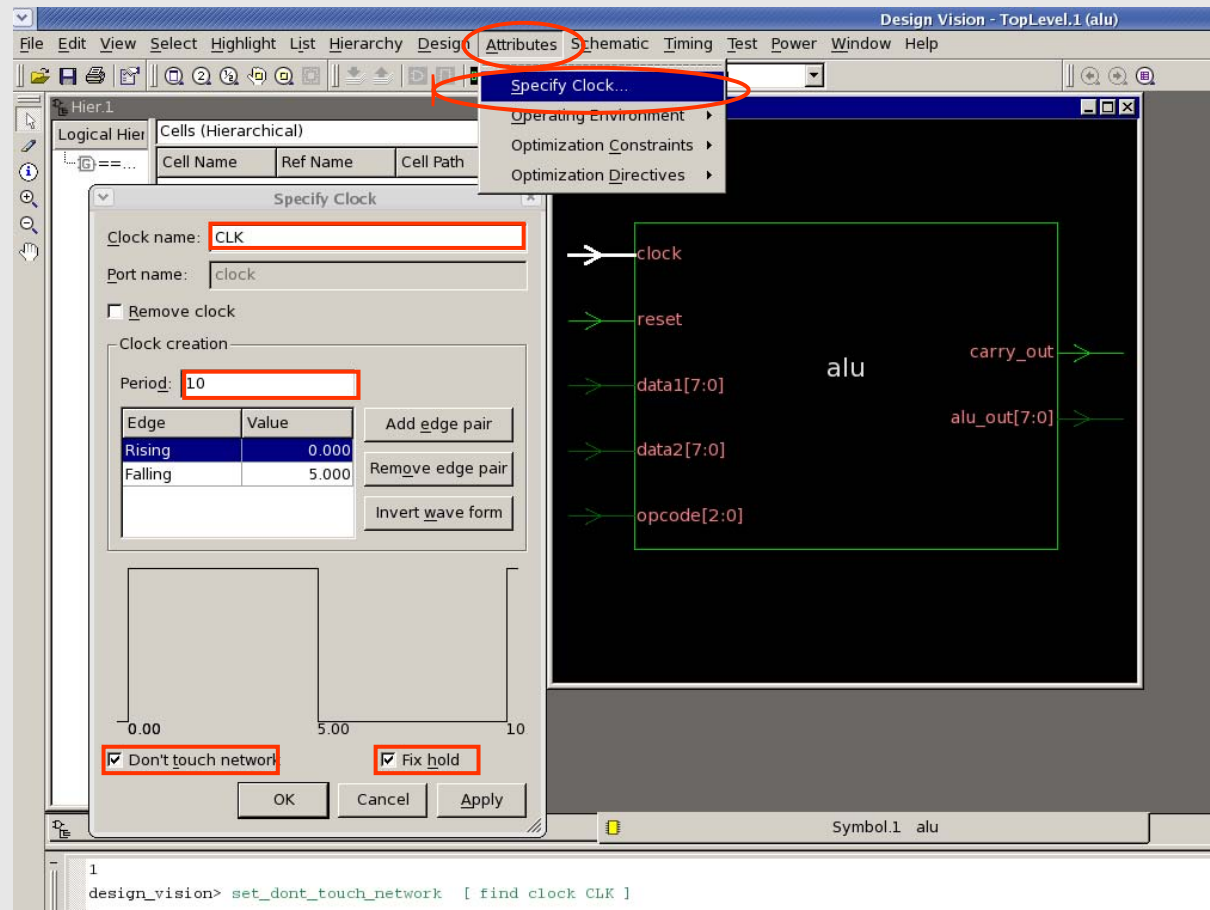 Design Vision - TopLevel.1 (alu)
File Edit View Select Highlight List Hierarchy Design Attributes Schematic Timing Test Power Window Help
Specify Clock...
Operating Environment
Optimization Constraints
Optimization Directives
Hier.1
Logical Hier
Cells (Hierarchical)
==...
Cell Name Ref Name Cell Path
Specify Clock
Clock name: CLK
Port name: clock
Remove clock
Clock creation
Period: 10
Edge Value
Rising 0.000
Falling 5.000
Add edge pair
Remove edge pair
Invert wave form
0.00 5.00 10
Don't touch network
Fix hold
OK Cancel Apply
clock
reset
data1[7:0]
data2[7:0]
opcode[2:0]
alu
carry_out
alu_out[7:0]
Symbol.1 alu
1
design_vision> set_dont_touch_network [ find clock CLK ]